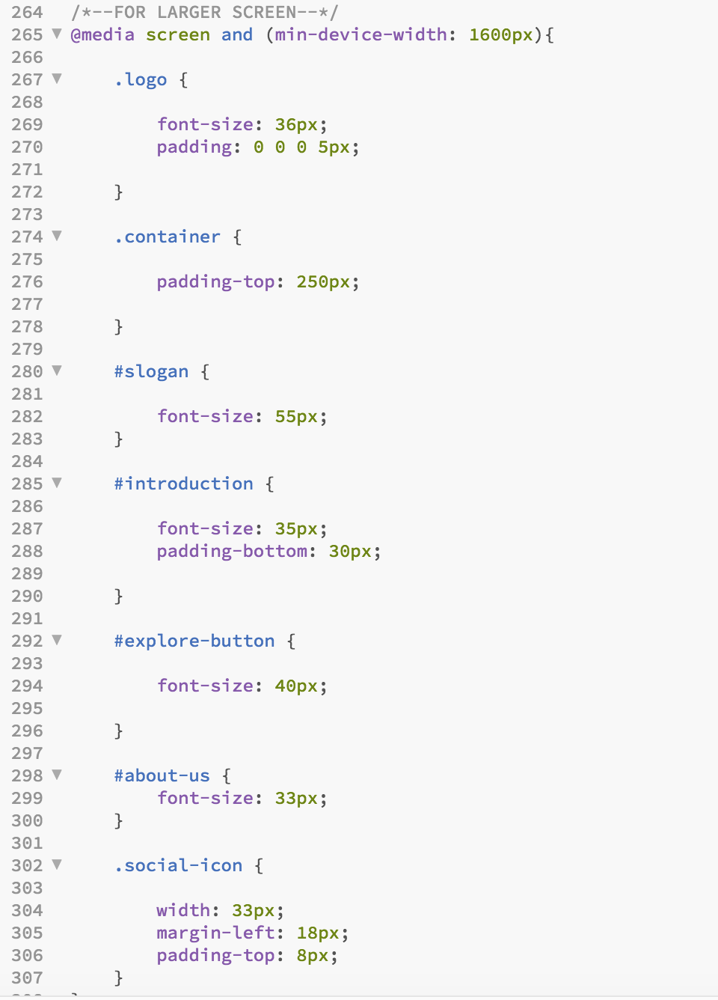 264 /*--FOR LARGER SCREEN--*/
265 ▼ @media screen and (min-device-width: 1600px){
266
267 ▼ .logo {
268
269 font-size: 36px;
270 padding: 0 0 0 5px;
271
272 }
273
274 ▼ .container {
275
276 padding-top: 250px;
277
278 }
279
280 ▼ #slogan {
281
282 font-size: 55px;
283 }
284
285 ▼ #introduction {
286
287 font-size: 35px;
288 padding-bottom: 30px;
289
290 }
291
292 ▼ #explore-button {
293
294 font-size: 40px;
295
296 }
297
298 ▼ #about-us {
299 font-size: 33px;
300 }
301
302 ▼ .social-icon {
303
304 width: 33px;
305 margin-left: 18px;
306 padding-top: 8px;
307 }